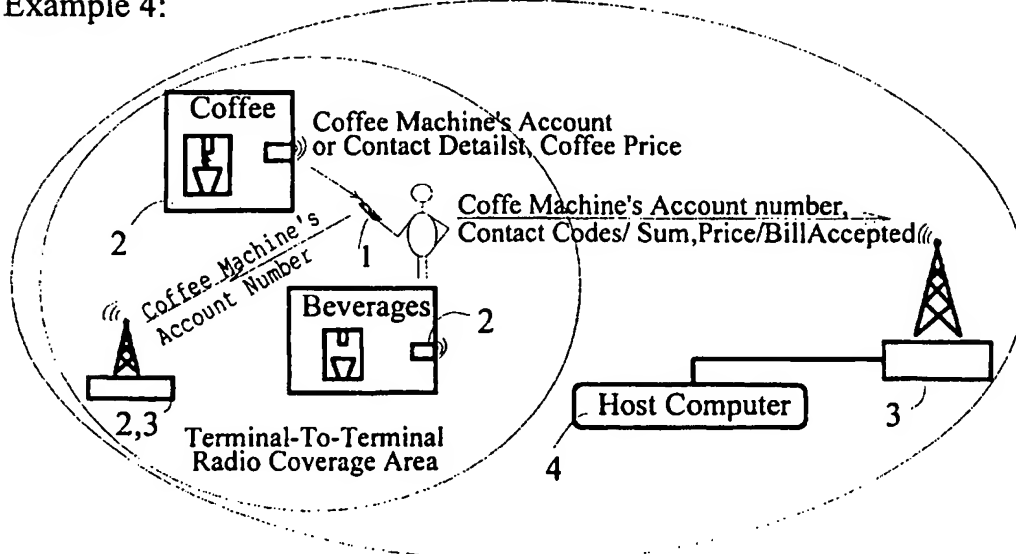 Example 4:
Coffee
Coffee Machine's Account
or Contact Detailst, Coffee Price
2
1
Coffe Machine's Account number,
Contact Codes/ Sum,Price/BillAccepted
Coffee Machine's
Account Number
Beverages
2
2,3
Terminal-To-Terminal
Radio Coverage Area
Host Computer
4
3